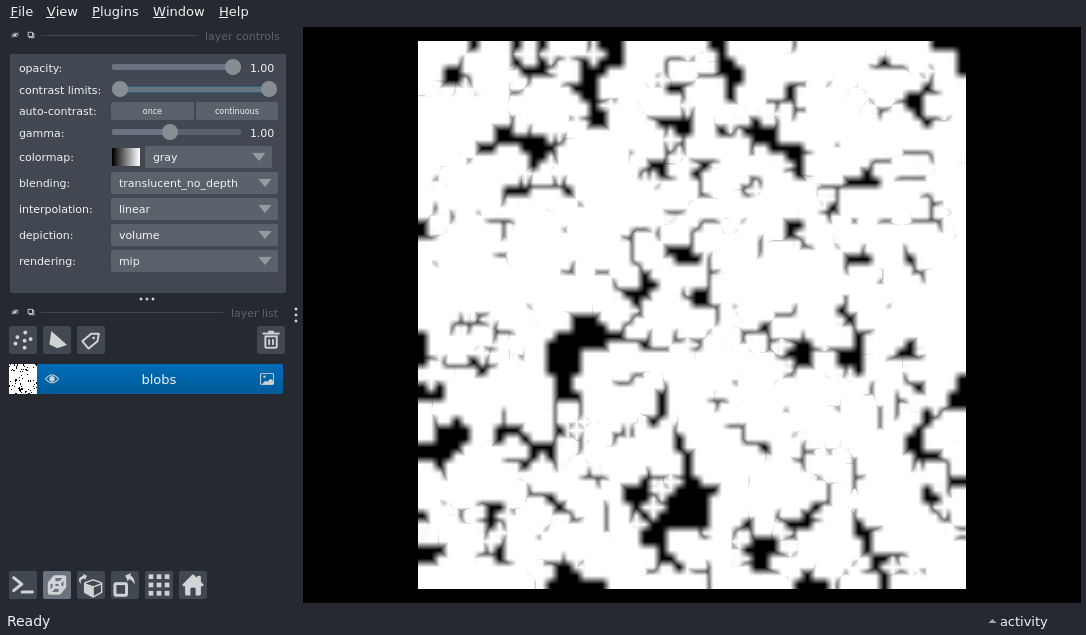 File View Plugins Window Help
layer controls
opacity: 1.00
contrast limits:
auto-contrast: once continuous
gamma: 1.00
colormap: gray
blending: translucent_no_depth
interpolation: linear
depiction: volume
rendering: mip
layer list
blobs
Ready activity